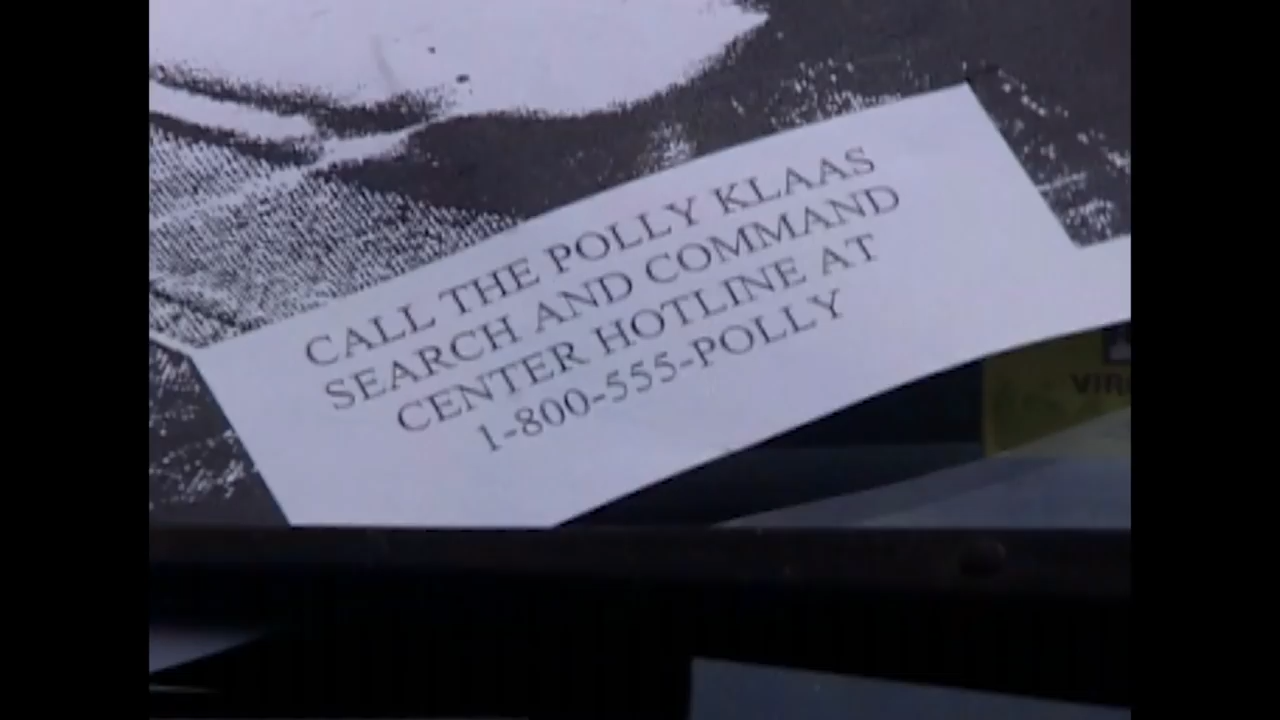 CALL THE POLLY KLAAS
SEARCH AND COMMAND
CENTER HOTLINE AT
1-800-555-POLLY